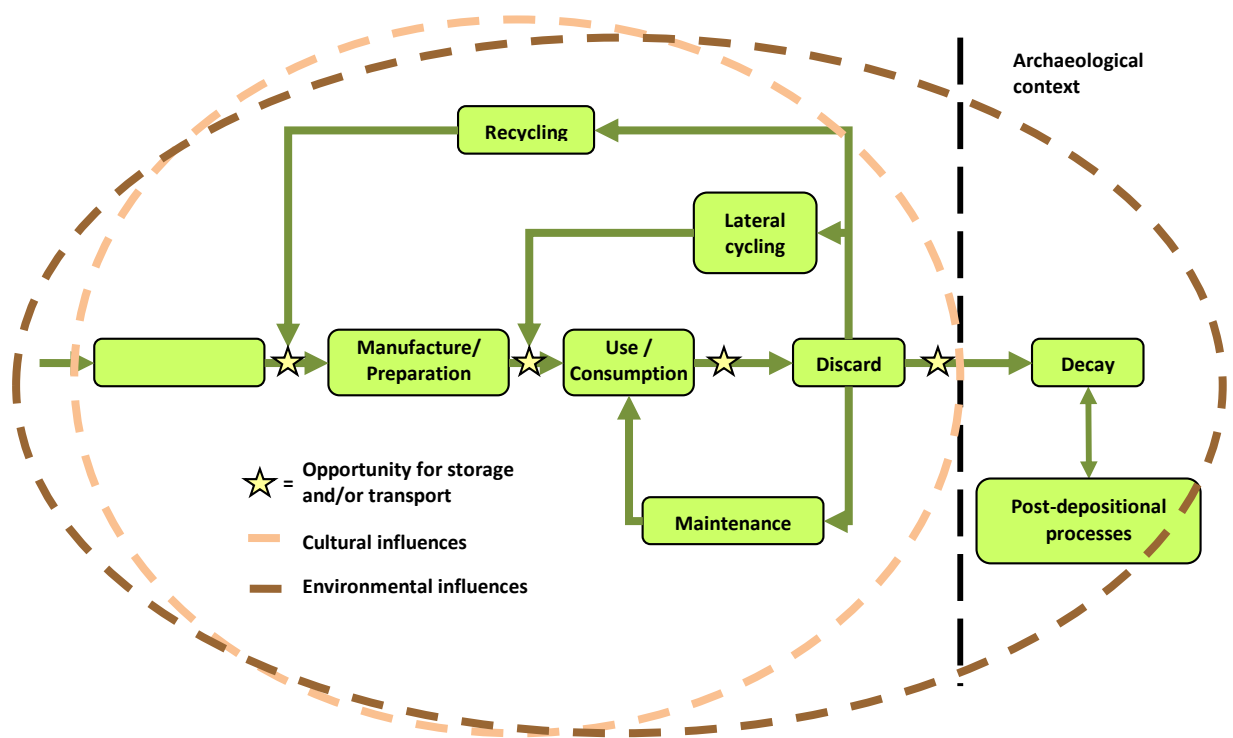 Archaeological
context
Recycling
Lateral
cycling
Manufacture/
Preparation
Use /
Consumption
Discard
Decay
= Opportunity for storage
and/or transport
Maintenance
Post-depositional
processes
Cultural influences
Environmental influences